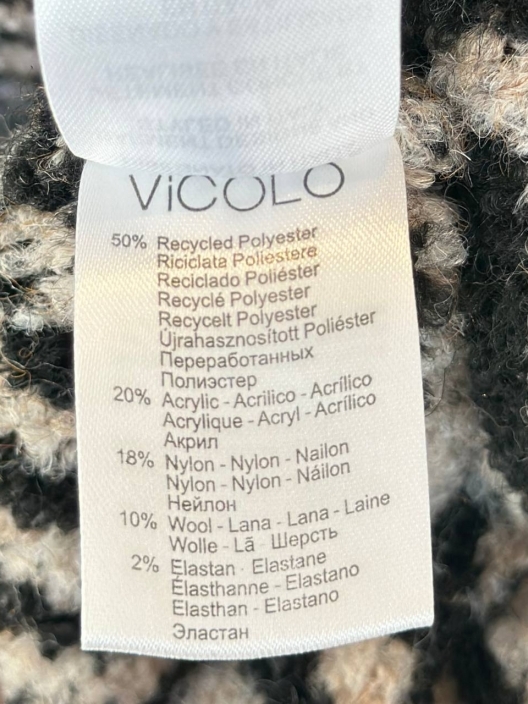 ViCOLO
50% Recycled Polyester
Riciclata Poliestere
Reciclado Poliéster
Recyclé Polyester
Recycelt Polyester
Újrahasznosított Poliészter
Переработанных
Полиэстер
20% Acrylic - Acrilico - Acrílico
Acrylique - Acryl - Acrílico
Акрил
18% Nylon - Nylon - Nailon
Nylon - Nylon - Náilon
Нейлон
10% Wool - Lana - Lana - Laine
Wolle - Lã - Шерсть
2% Elastan - Elastane
Élasthanne - Elastano
Elasthan - Elastano
Эластан